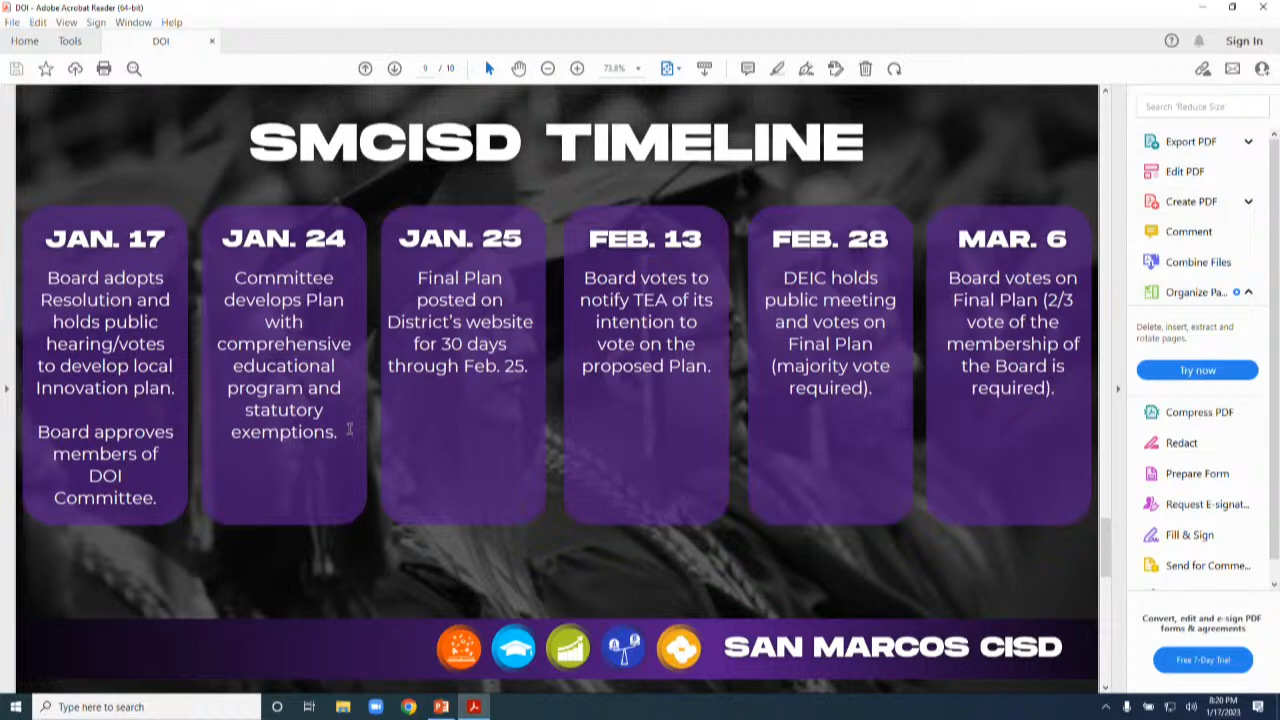 DOI - Adobe Acrobat Reader (64-bit)
File Edit View Sign Window Help
Home Tools DOI × Sign In
9 / 10 73.8%
SMCISD TIMELINE
JAN. 17
Board adopts
Resolution and
holds public
hearing/votes
to develop local
Innovation plan.
Board approves
members of
DOI
Committee.
JAN. 24
Committee
develops Plan
with
comprehensive
educational
program and
statutory
exemptions.
JAN. 25
Final Plan
posted on
District's website
for 30 days
through Feb. 25.
FEB. 13
Board votes to
notify TEA of its
intention to
vote on the
proposed Plan.
FEB. 28
DEIC holds
public meeting
and votes on
Final Plan
(majority vote
required).
MAR. 6
Board votes on
Final Plan (2/3
vote of the
membership of
the Board is
required).
SAN MARCOS CISD
Search 'Reduce Size'
Export PDF
Edit PDF
Create PDF
Comment
Combine Files
Organize Pa...
Delete, insert, extract and
rotate pages.
Try now
Compress PDF
Redact
Prepare Form
Request E-signat...
Fill & Sign
Send for Comme...
Convert, edit and e-sign PDF
forms & agreements
Free 7-Day Trial
Type here to search
8:20 PM
1/17/2023